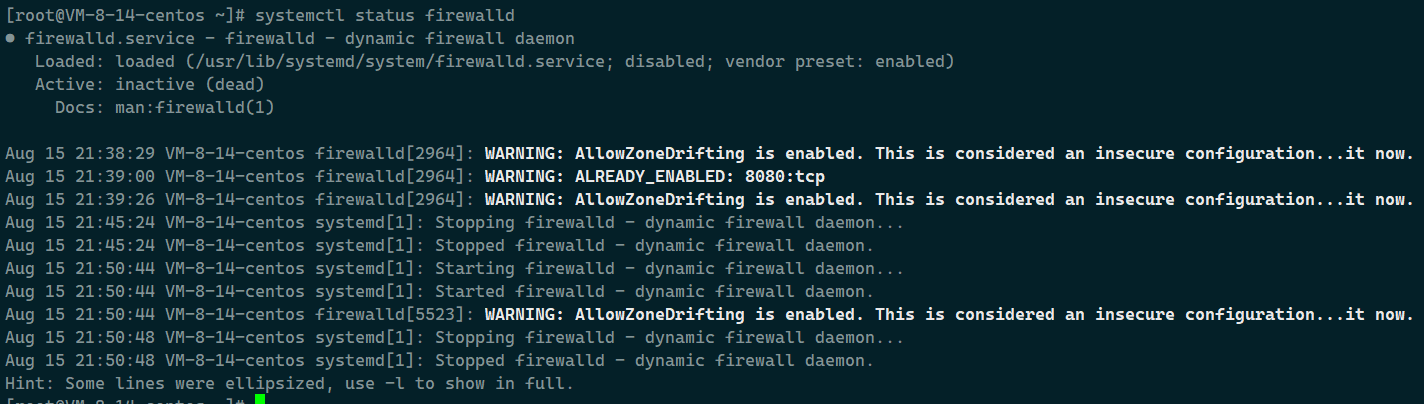 [root@VM-8-14-centos ~]# systemctl status firewalld
● firewalld.service - firewalld - dynamic firewall daemon
   Loaded: loaded (/usr/lib/systemd/system/firewalld.service; disabled; vendor preset: enabled)
   Active: inactive (dead)
     Docs: man:firewalld(1)

Aug 15 21:38:29 VM-8-14-centos firewalld[2964]: WARNING: AllowZoneDrifting is enabled. This is considered an insecure configuration...it now.
Aug 15 21:39:00 VM-8-14-centos firewalld[2964]: WARNING: ALREADY_ENABLED: 8080:tcp
Aug 15 21:39:26 VM-8-14-centos firewalld[2964]: WARNING: AllowZoneDrifting is enabled. This is considered an insecure configuration...it now.
Aug 15 21:45:24 VM-8-14-centos systemd[1]: Stopping firewalld - dynamic firewall daemon...
Aug 15 21:45:24 VM-8-14-centos systemd[1]: Stopped firewalld - dynamic firewall daemon.
Aug 15 21:50:44 VM-8-14-centos systemd[1]: Starting firewalld - dynamic firewall daemon...
Aug 15 21:50:44 VM-8-14-centos systemd[1]: Started firewalld - dynamic firewall daemon.
Aug 15 21:50:44 VM-8-14-centos firewalld[5523]: WARNING: AllowZoneDrifting is enabled. This is considered an insecure configuration...it now.
Aug 15 21:50:48 VM-8-14-centos systemd[1]: Stopping firewalld - dynamic firewall daemon...
Aug 15 21:50:48 VM-8-14-centos systemd[1]: Stopped firewalld - dynamic firewall daemon.
Hint: Some lines were ellipsized, use -l to show in full.
[root@VM-8-14-centos ~]#